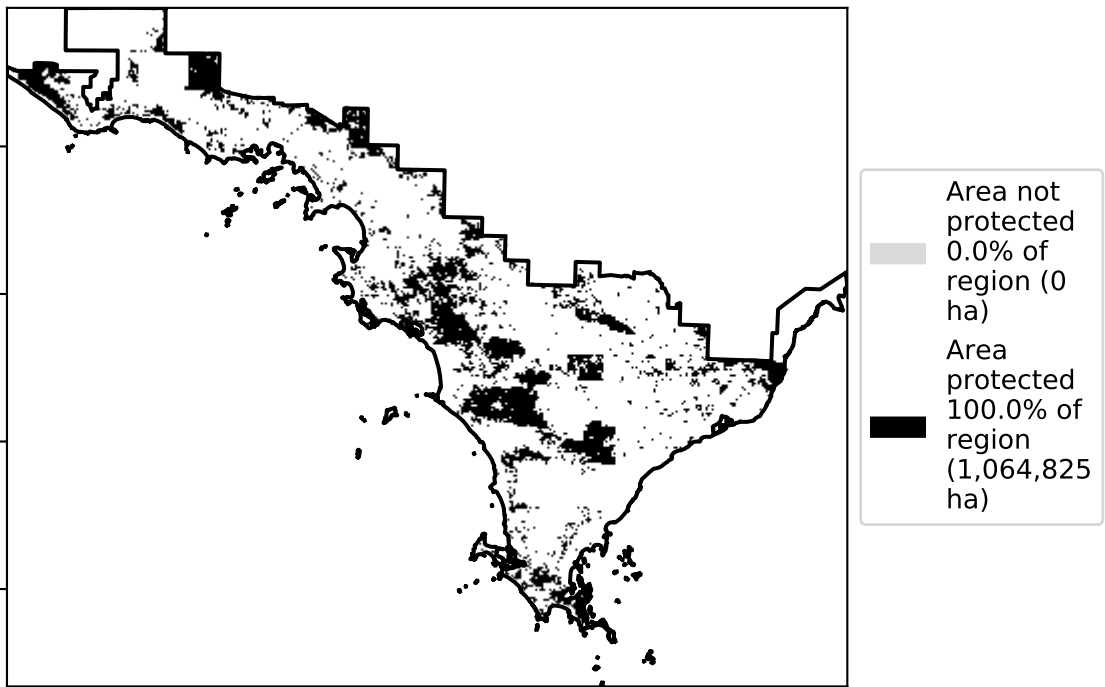 Area not
protected
0.0% of
region (0
ha)
Area
protected
100.0% of
region
(1,064,825
ha)